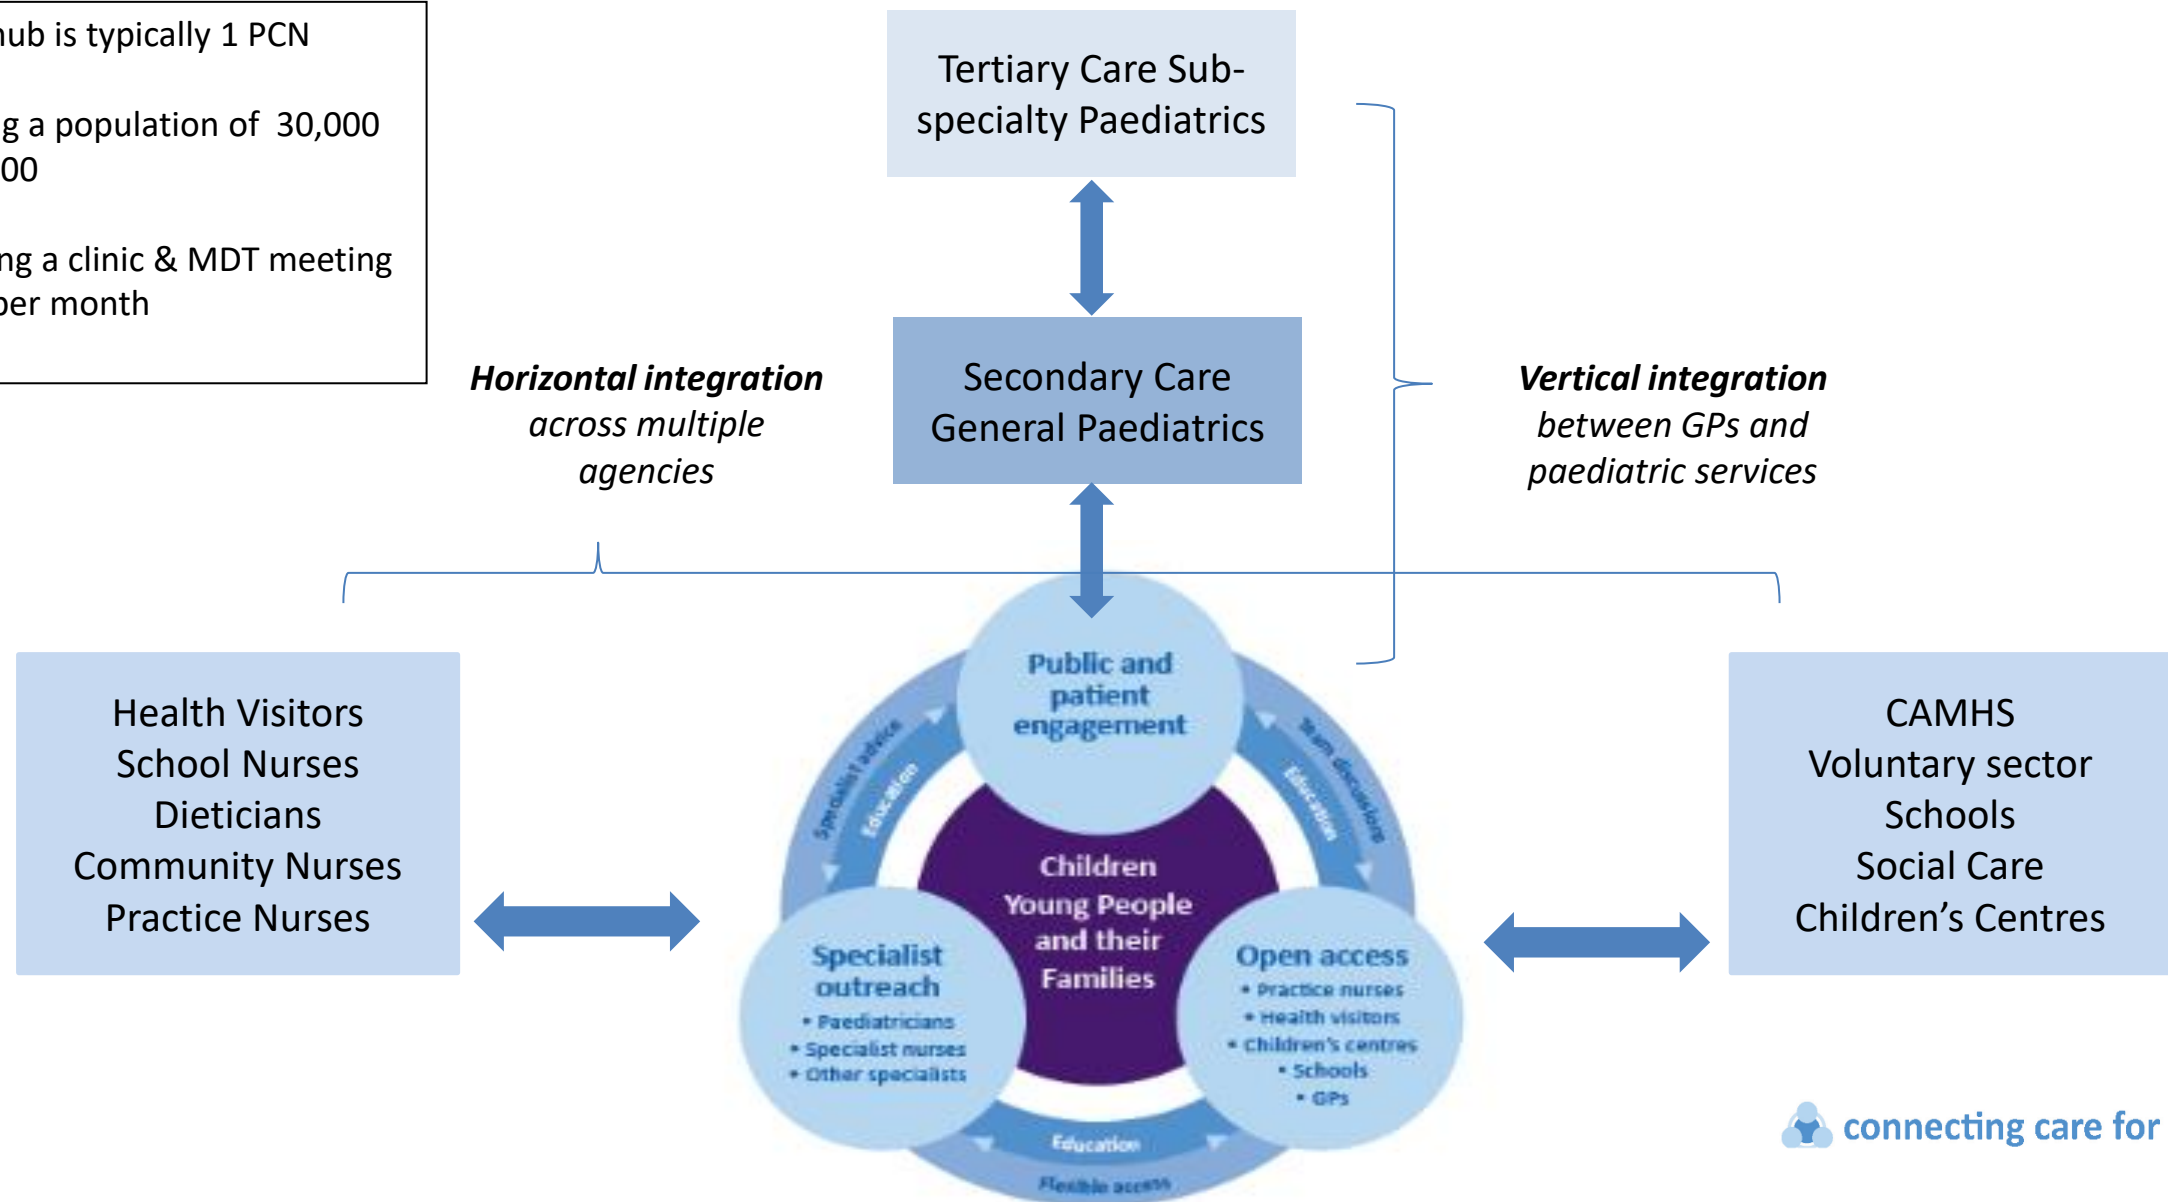 hub is typically 1 PCN
g a population of 30,000
00
ng a clinic & MDT meeting
per month
Tertiary Care Sub-
specialty Paediatrics
Secondary Care
General Paediatrics
Horizontal integration
across multiple
agencies
Vertical integration
between GPs and
paediatric services
Health Visitors
School Nurses
Dieticians
Community Nurses
Practice Nurses
Public and
patient
engagement
Specialist advice
Education
Team discussions
Education
Children
Young People
and their
Families
Specialist
outreach
• Paediatricians
• Specialist nurses
• Other specialists
Open access
• Practice nurses
• Health visitors
• Children's centres
• Schools
• GPs
Education
Flexible access
CAMHS
Voluntary sector
Schools
Social Care
Children’s Centres
connecting care for